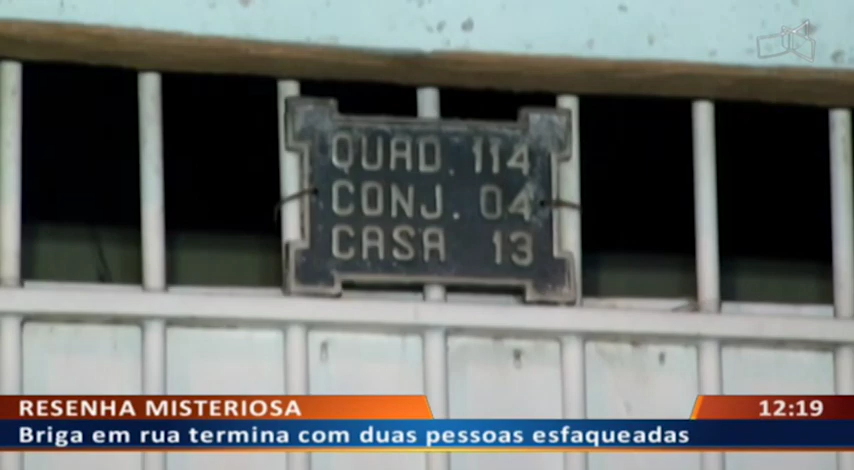 QUAD. 114
CONJ. 04
CASA 13
RESENHA MISTERIOSA 12:19
Briga em rua termina com duas pessoas esfaqueadas